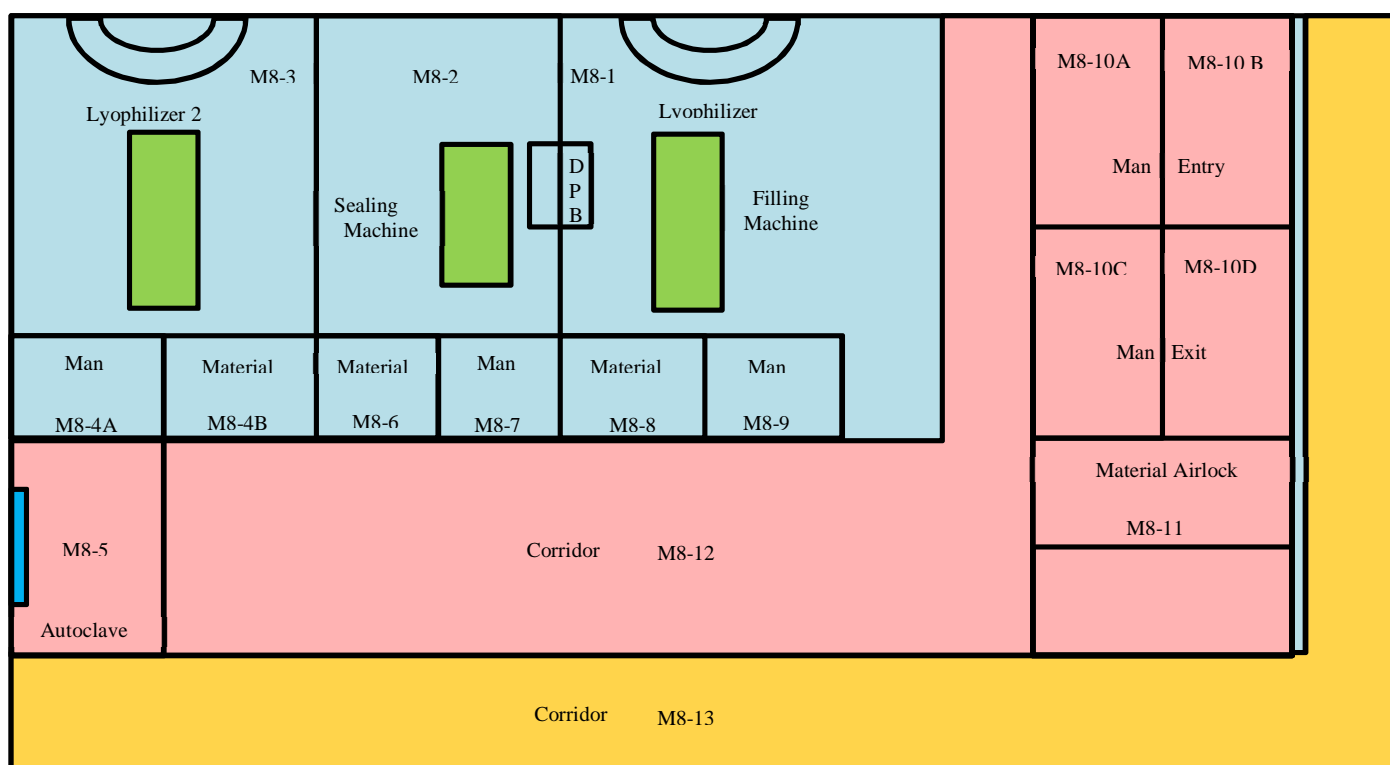 M8-3
M8-2
M8-1
M8-10A
M8-10 B
Lyophilizer 2
Lyophilizer
Man
Entry
D
P
B
Sealing
Machine
Filling
Machine
M8-10C
M8-10D
Man
Exit
Man
Material
Material
Man
Material
Man
M8-4A
M8-4B
M8-6
M8-7
M8-8
M8-9
Material Airlock
M8-11
M8-5
Autoclave
Corridor
M8-12
Corridor
M8-13